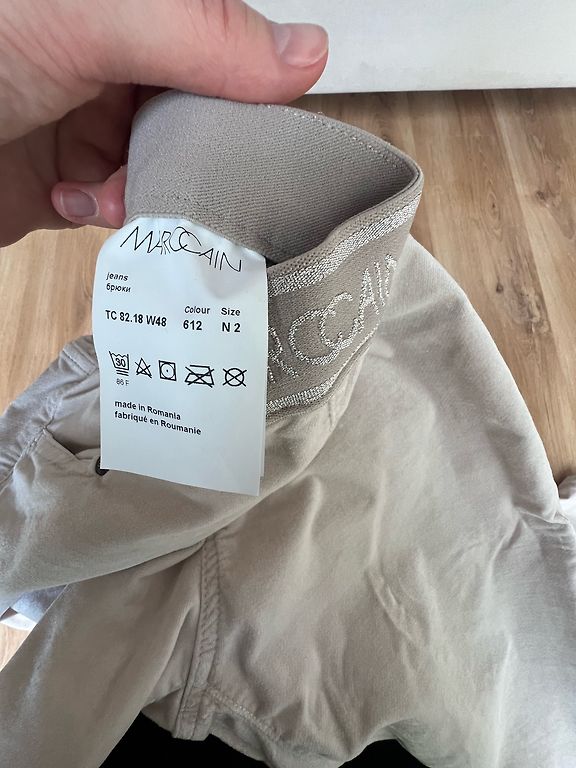 MARCCAIN
jeans
брюки
Colour Size
TC 82.18 W48 612 N 2
30
86 F
made in Romania
fabriqué en Roumanie
RCCAIN